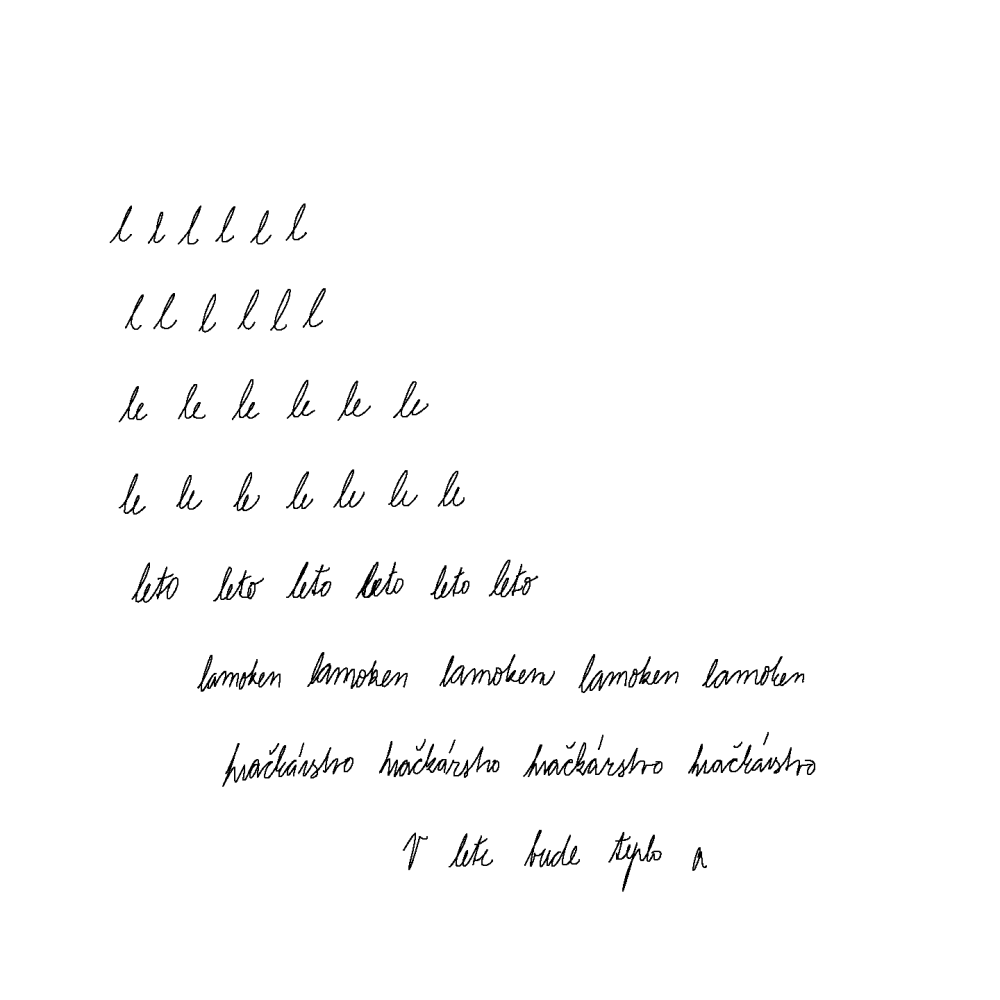 l l l l l l
l l l l l l
le le le le le le
le le le le le le le
leto leto leto leto leto leto
lamoken lamoken lamoken lamoken lamoken
hračkárstvo hračkárstvo hračkárstvo hračkárstvo
V lete bude teplo a